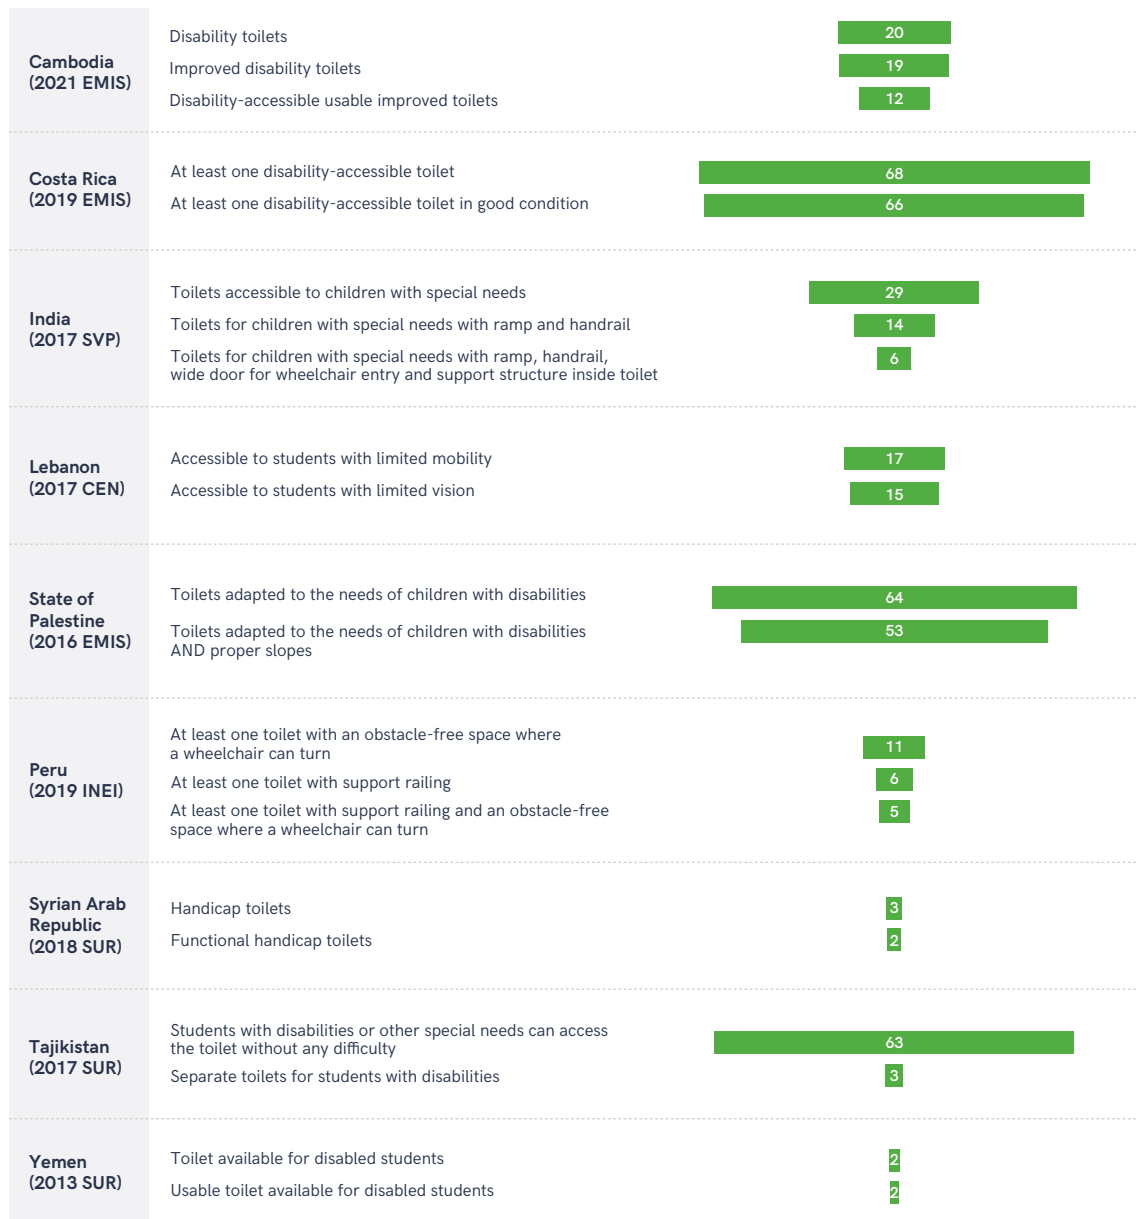 Cambodia
(2021 EMIS)
Disability toilets
20
Improved disability toilets
19
Disability-accessible usable improved toilets
12
Costa Rica
(2019 EMIS)
At least one disability-accessible toilet
68
At least one disability-accessible toilet in good condition
66
India
(2017 SVP)
Toilets accessible to children with special needs
29
Toilets for children with special needs with ramp and handrail
14
Toilets for children with special needs with ramp, handrail,
wide door for wheelchair entry and support structure inside toilet
6
Lebanon
(2017 CEN)
Accessible to students with limited mobility
17
Accessible to students with limited vision
15
State of
Palestine
(2016 EMIS)
Toilets adapted to the needs of children with disabilities
64
Toilets adapted to the needs of children with disabilities
AND proper slopes
53
Peru
(2019 INEI)
At least one toilet with an obstacle-free space where
a wheelchair can turn
11
At least one toilet with support railing
6
At least one toilet with support railing and an obstacle-free
space where a wheelchair can turn
5
Syrian Arab
Republic
(2018 SUR)
Handicap toilets
3
Functional handicap toilets
2
Tajikistan
(2017 SUR)
Students with disabilities or other special needs can access
the toilet without any difficulty
63
Separate toilets for students with disabilities
3
Yemen
(2013 SUR)
Toilet available for disabled students
2
Usable toilet available for disabled students
2